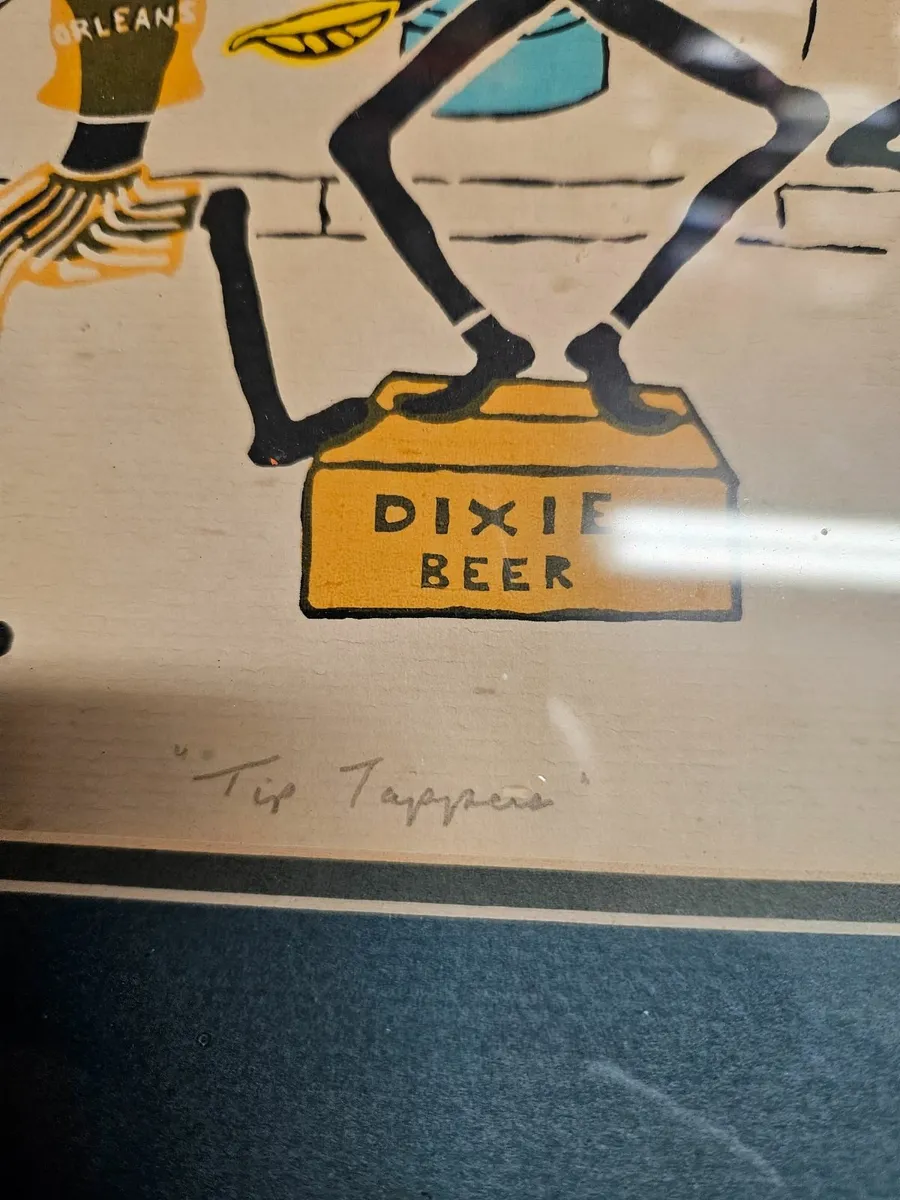 ORLEANS
DIXIE
BEER
"Tip Tappers"